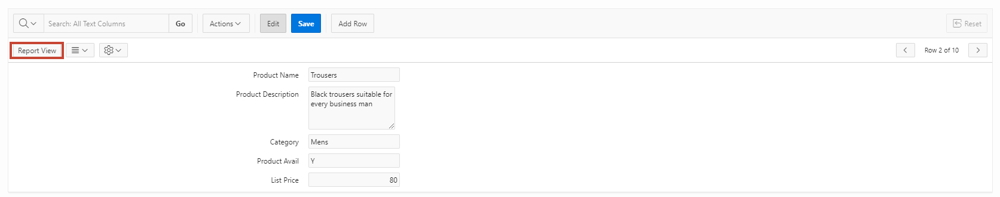 Search: All Text Columns Go Actions Edit Save Add Row Reset
Report View Row 2 of 10
Product Name Trousers
Product Description Black trousers suitable for
every business man
Category Mens
Product Avail Y
List Price 80